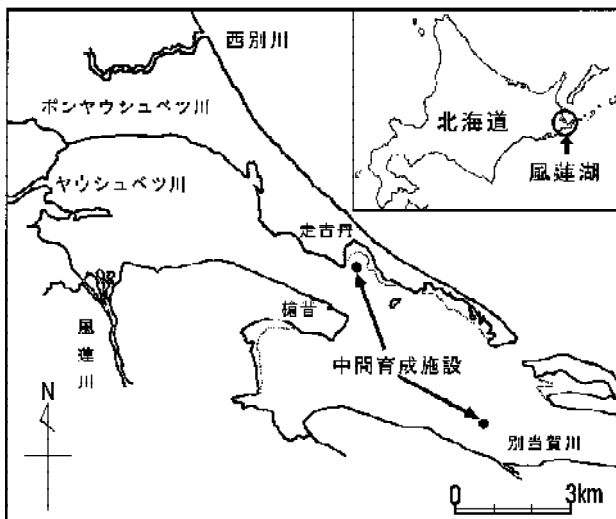 西別川
ポンヤウシュベツ川
北海道
風蓮湖
ヤウシュベツ川
走古丹
槍昔
風蓮川
中間育成施設
別当賀川
N
0 3km